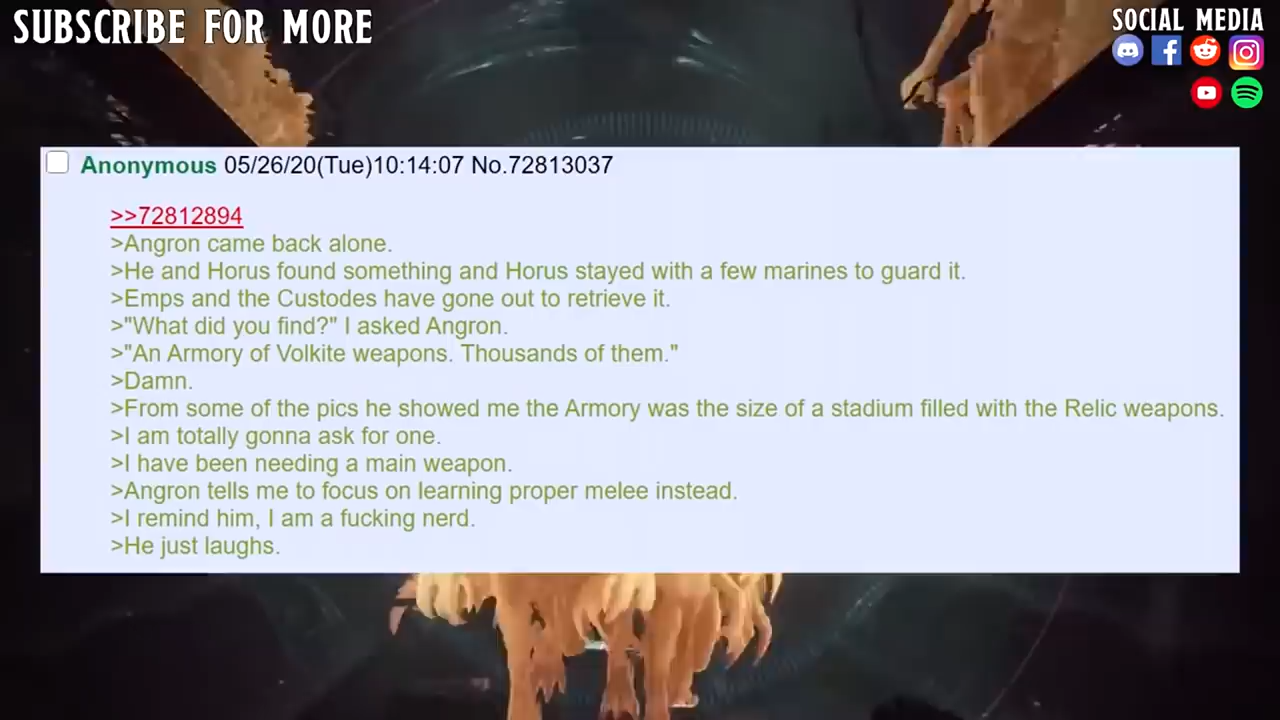 SUBSCRIBE FOR MORE
SOCIAL MEDIA
Anonymous 05/26/20(Tue)10:14:07 No.72813037
>>72812894
>Angron came back alone.
>He and Horus found something and Horus stayed with a few marines to guard it.
>Emps and the Custodes have gone out to retrieve it.
>"What did you find?" I asked Angron.
>"An Armory of Volkite weapons. Thousands of them."
>Damn.
>From some of the pics he showed me the Armory was the size of a stadium filled with the Relic weapons.
>I am totally gonna ask for one.
>I have been needing a main weapon.
>Angron tells me to focus on learning proper melee instead.
>I remind him, I am a fucking nerd.
>He just laughs.